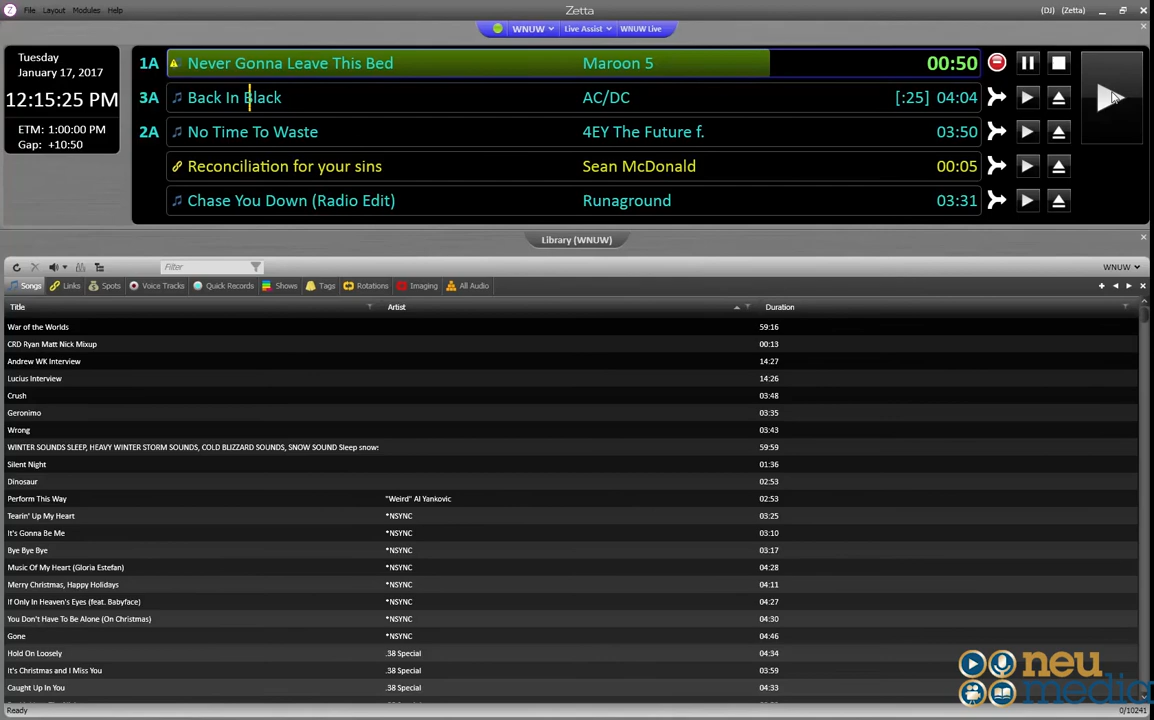 Z File Layout Modules Help Zetta (DJ) (Zetta)
WNUW Live Assist WNUW Live
Tuesday
January 17, 2017
12:15:25 PM
ETM: 1:00:00 PM
Gap: +10:50
1A Never Gonna Leave This Bed Maroon 5 00:50
3A Back In Black AC/DC [:25] 04:04
2A No Time To Waste 4EY The Future f. 03:50
Reconciliation for your sins Sean McDonald 00:05
Chase You Down (Radio Edit) Runaground 03:31
Library (WNUW)
Filter WNUW
Songs Links Spots Voice Tracks Quick Records Shows Tags Rotations Imaging All Audio
Title Artist Duration
War of the Worlds 59:16
CRD Ryan Matt Nick Mixup 00:13
Andrew WK Interview 14:27
Lucius Interview 14:26
Crush 03:48
Geronimo 03:35
Wrong 03:43
WINTER SOUNDS SLEEP, HEAVY WINTER STORM SOUNDS, COLD BLIZZARD SOUNDS, SNOW SOUND Sleep snows 59:59
Silent Night 01:36
Dinosaur 02:53
Perform This Way "Weird" Al Yankovic 02:53
Tearin' Up My Heart *NSYNC 03:25
It's Gonna Be Me *NSYNC 03:10
Bye Bye Bye *NSYNC 03:17
Music Of My Heart (Gloria Estefan) *NSYNC 04:28
Merry Christmas, Happy Holidays *NSYNC 04:11
If Only In Heaven's Eyes (feat. Babyface) *NSYNC 04:27
You Don't Have To Be Alone (On Christmas) *NSYNC 04:30
Gone *NSYNC 04:46
Hold On Loosely .38 Special 04:34
It's Christmas and I Miss You .38 Special 03:59
Caught Up In You .38 Special 04:33
neu
media
Ready 0/10241